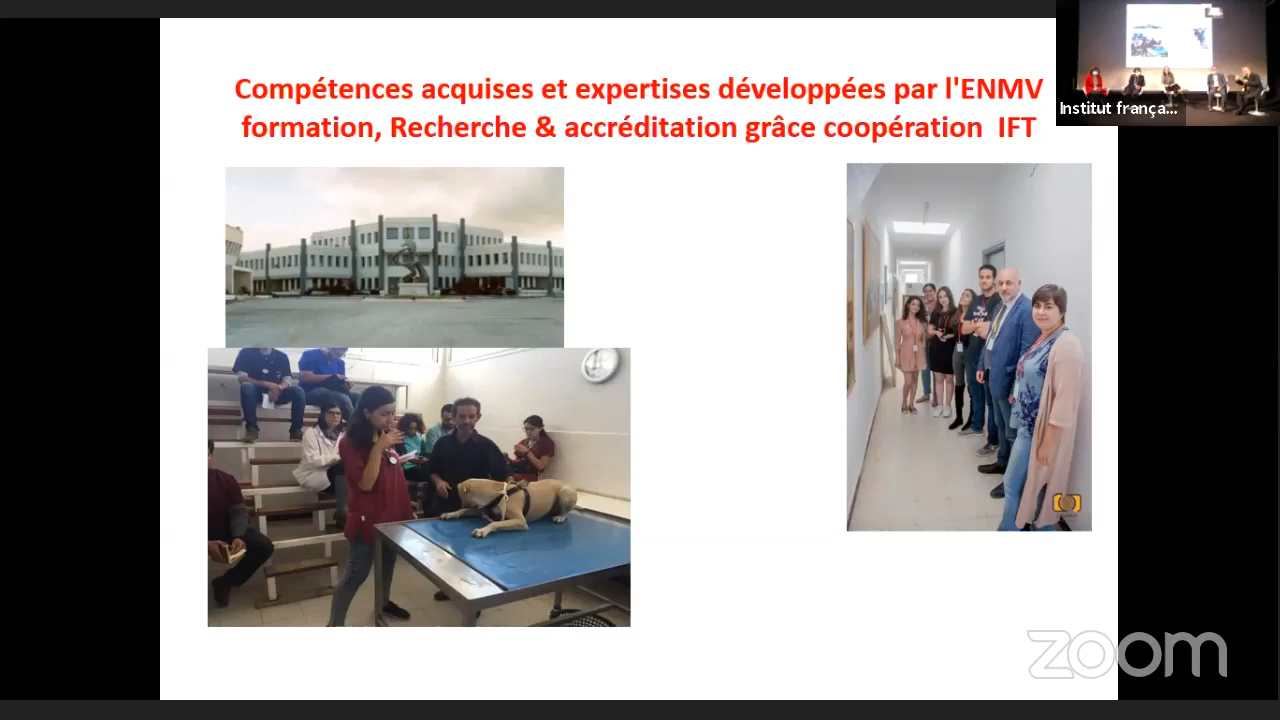 Compétences acquises et expertises développées par l'ENMV
formation, Recherche & accréditation grâce coopération  IFT
Institut frança...
zoom